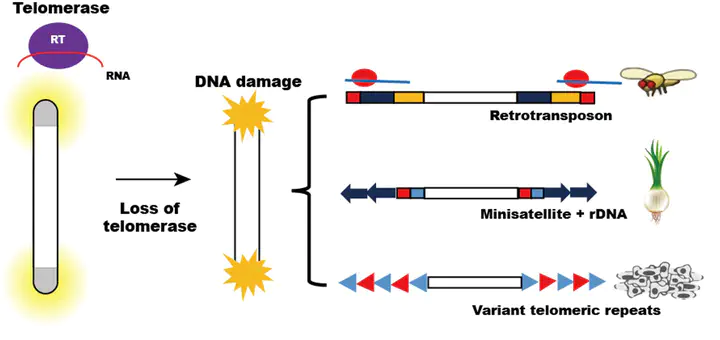 Telomerase
RT
RNA
DNA damage
Loss of
telomerase
Retrotransposon
Minisatellite + rDNA
Variant telomeric repeats